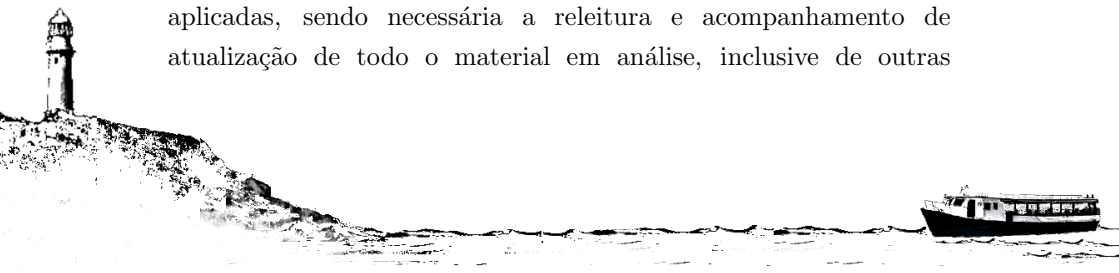 aplicadas, sendo necessária a releitura e acompanhamento de
atualização de todo o material em análise, inclusive de outras